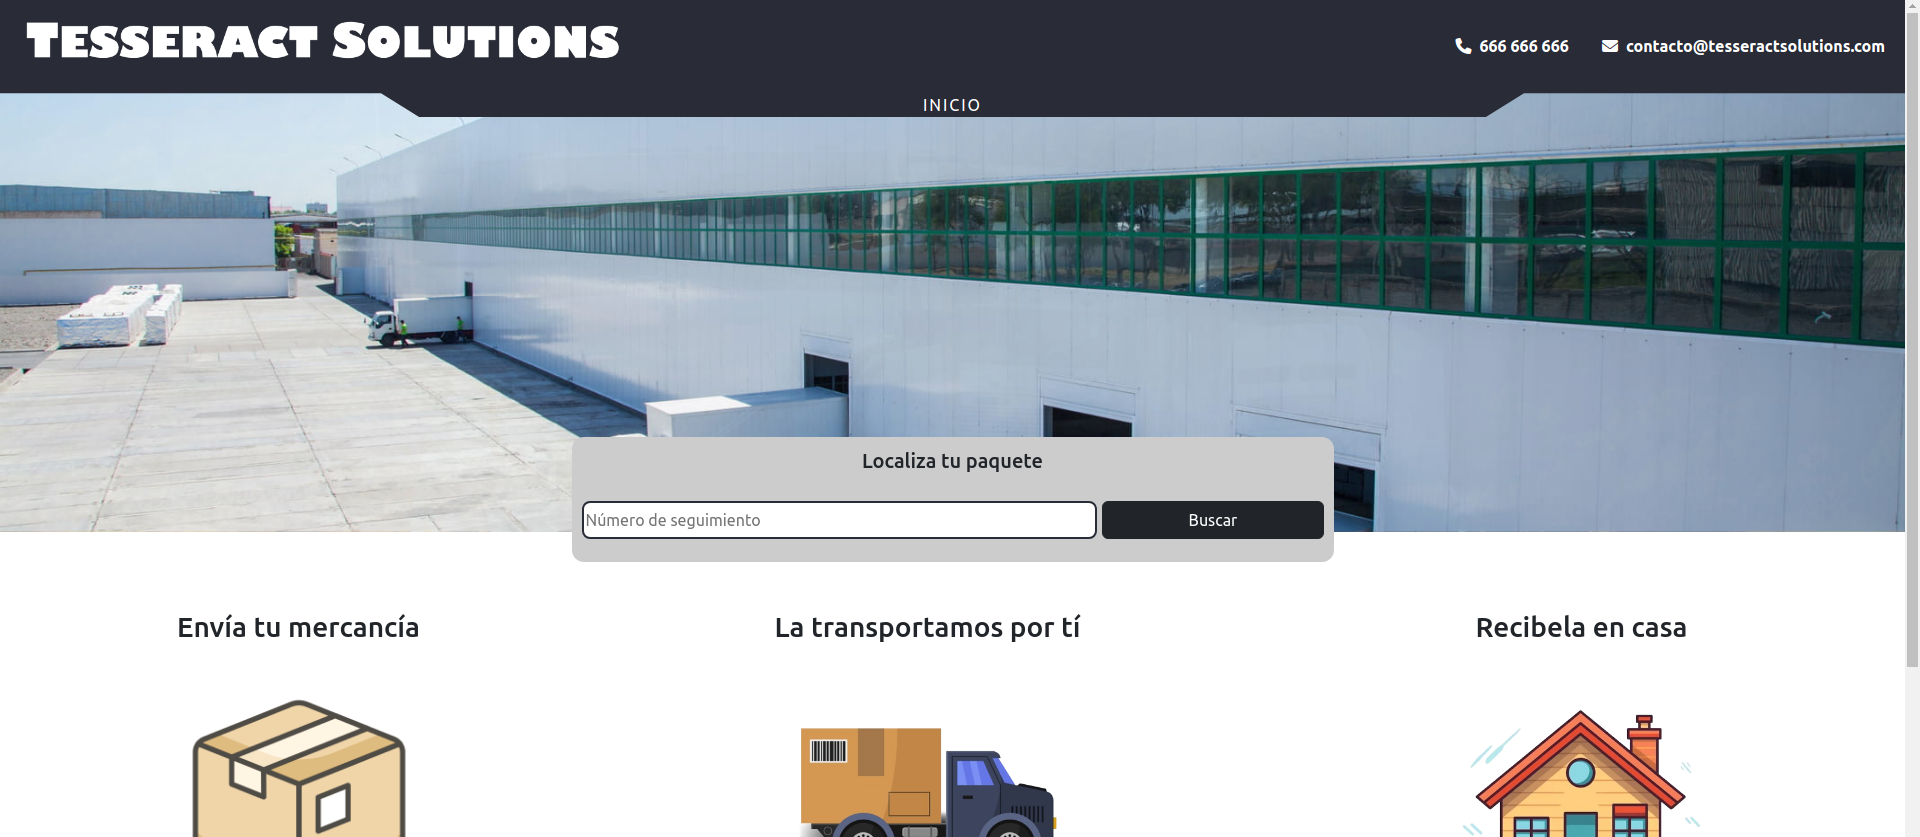 TESSERACT SOLUTIONS
666 666 666
contacto@tesseractsolutions.com
INICIO
Localiza tu paquete
Número de seguimiento
Buscar
Envía tu mercancía
La transportamos por tí
Recibela en casa